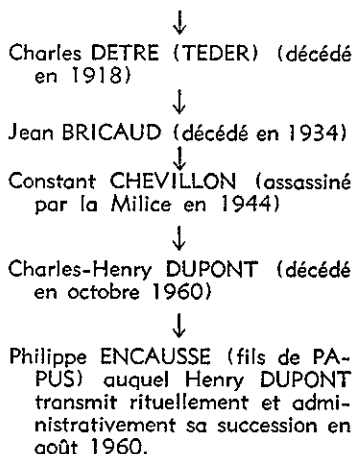 ↓
Charles DETRE (TEDER) (décédé
en 1918)
↓
Jean BRICAUD (décédé en 1934)
↓
Constant CHEVILLON (assassiné
par la Milice en 1944)
↓
Charles-Henry DUPONT (décédé
en octobre 1960)
↓
Philippe ENCAUSSE (fils de PA-
PUS) auquel Henry DUPONT
transmit rituellement et admi-
nistrativement sa succession en
août 1960.